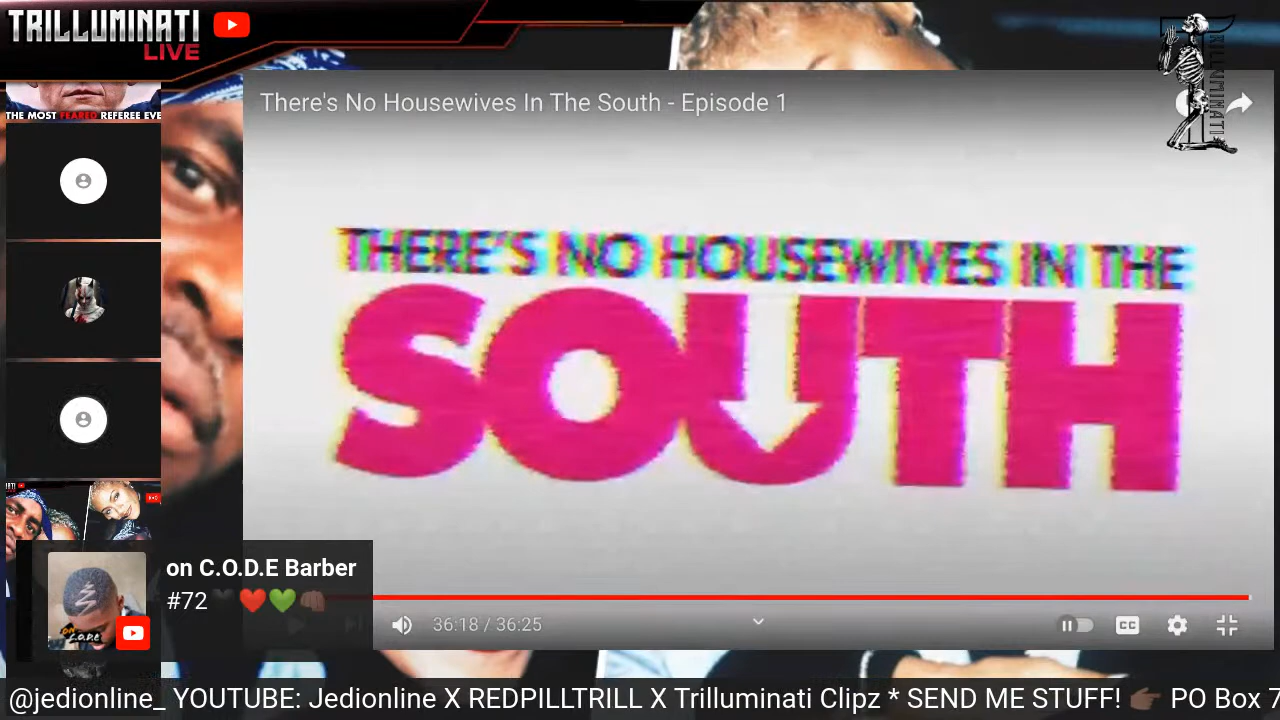 TRILLUMINATI
LIVE
THE MOST FEARED REFEREE EVE
There's No Housewives In The South - Episode 1
TRILLUMINATI
THERE'S NO HOUSEWIVES IN THE
SOUTH
on C.O.D.E Barber
#72🖤❤️💚👊🏾
ON
C.O.D.E
36:18 / 36:25
CC
@jedionline_ YOUTUBE: Jedionline X REDPILLTRILL X Trilluminati Clipz * SEND ME STUFF! 👉🏾 PO Box 7